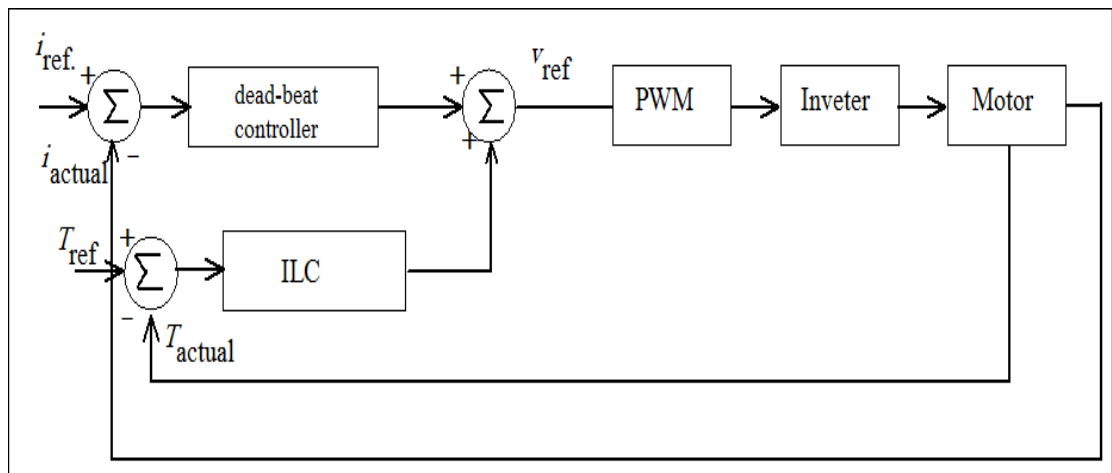 i ref.
+
Σ
−
i actual
dead-beat
controller
+
Σ
+
v ref
PWM
Inveter
Motor
T ref
+
Σ
−
T actual
ILC